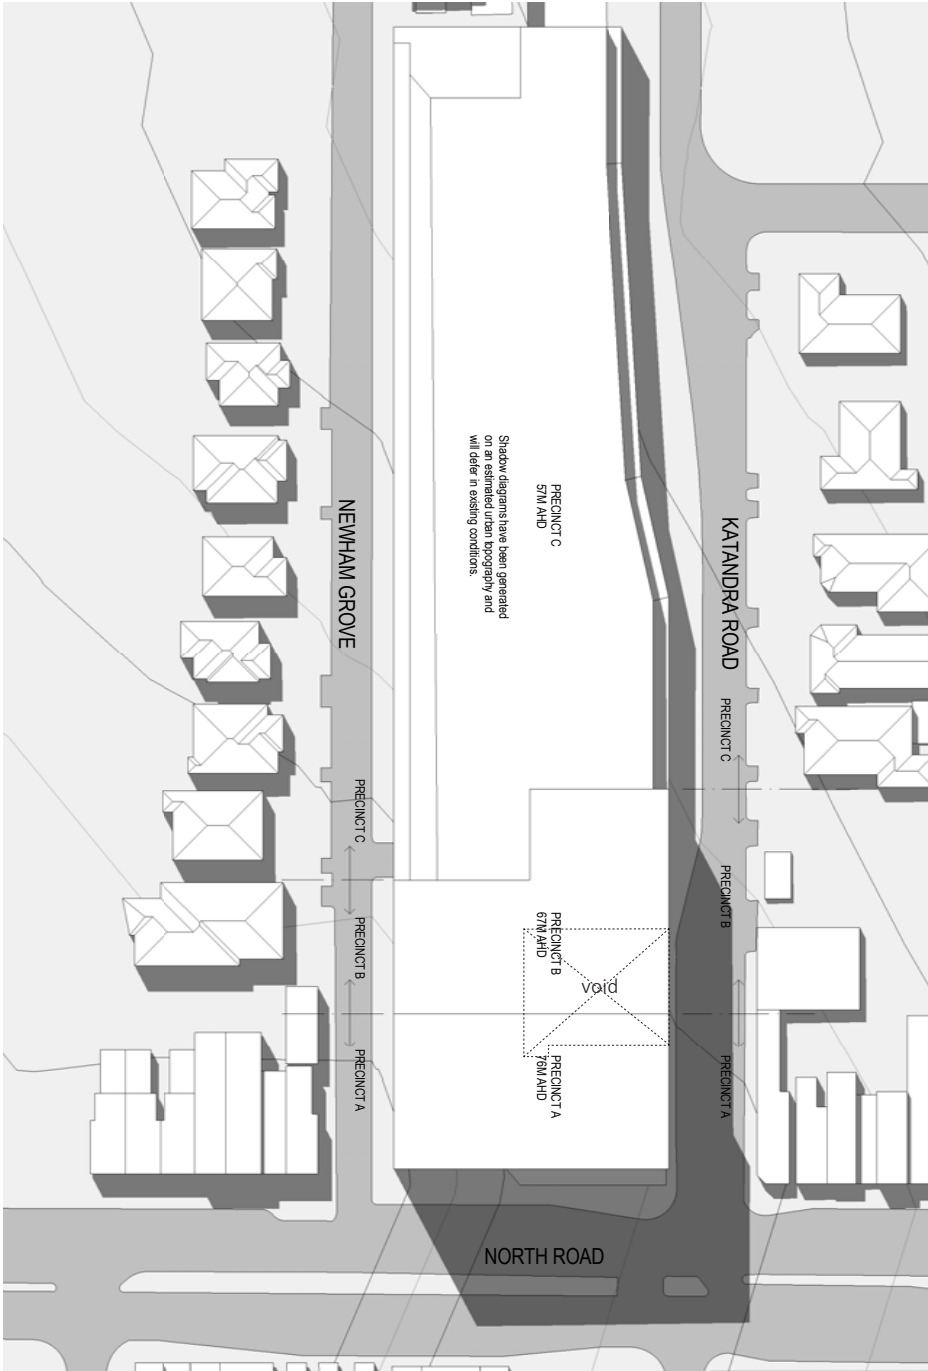 Shadow diagrams have been generated
on an estimated urban topography and
will defer in existing conditions.
PRECINCT C
57M AHD
NEWHAM GROVE
KATANDRA ROAD
PRECINCT C
PRECINCT C
PRECINCT B
PRECINCT B
67M AHD
void
PRECINCT B
PRECINCT A
PRECINCT A
76M AHD
PRECINCT A
NORTH ROAD